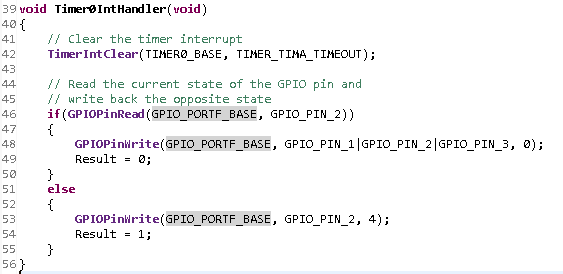 39 void Timer0IntHandler(void)
40 {
41     // Clear the timer interrupt
42     TimerIntClear(TIMER0_BASE, TIMER_TIMA_TIMEOUT);
43
44     // Read the current state of the GPIO pin and
45     // write back the opposite state
46     if(GPIOPinRead(GPIO_PORTF_BASE, GPIO_PIN_2))
47     {
48         GPIOPinWrite(GPIO_PORTF_BASE, GPIO_PIN_1|GPIO_PIN_2|GPIO_PIN_3, 0);
49         Result = 0;
50     }
51     else
52     {
53         GPIOPinWrite(GPIO_PORTF_BASE, GPIO_PIN_2, 4);
54         Result = 1;
55     }
56 }